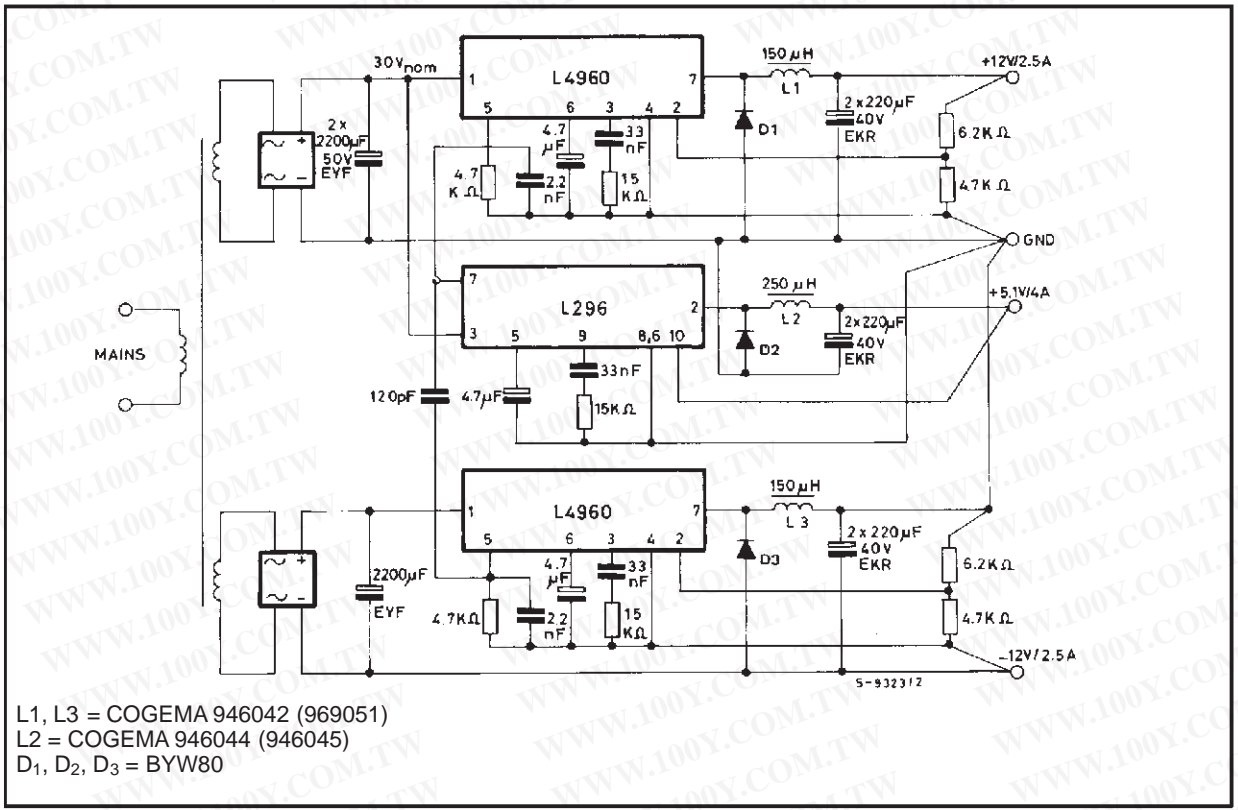 30Vnom
1
L4960
7
5
6
3
4
2
150µH
L1
+12V/2.5A
2x
2200µF
50V
EYF
4.7
KΩ
2.2
nF
4.7
µF
33
nF
15
KΩ
D1
2x220µF
40V
EKR
6.2KΩ
4.7KΩ
GND
MAINS
7
3
L296
2
5
9
8,6
10
250µH
L2
+5.1V/4A
D2
2x220µF
40V
EKR
120pF
4.7µF
33nF
15KΩ
1
L4960
7
5
6
3
4
2
150µH
L3
2200µF
EYF
4.7KΩ
2.2
nF
4.7
µF
33
nF
15
KΩ
D3
2x220µF
40V
EKR
6.2KΩ
4.7KΩ
-12V/2.5A
S-9323/2
L1, L3 = COGEMA 946042 (969051)
L2 = COGEMA 946044 (946045)
D1, D2, D3 = BYW80
WWW.100Y.COM.TW